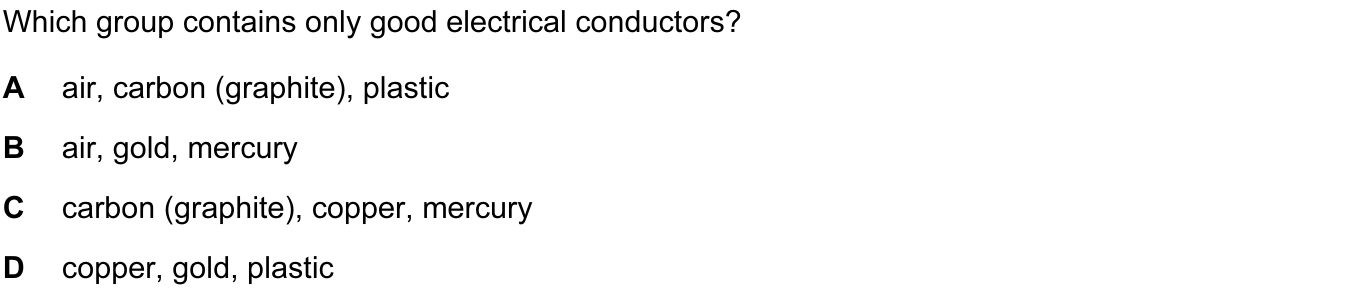 Which group contains only good electrical conductors?
A air, carbon (graphite), plastic
B air, gold, mercury
C carbon (graphite), copper, mercury
D copper, gold, plastic